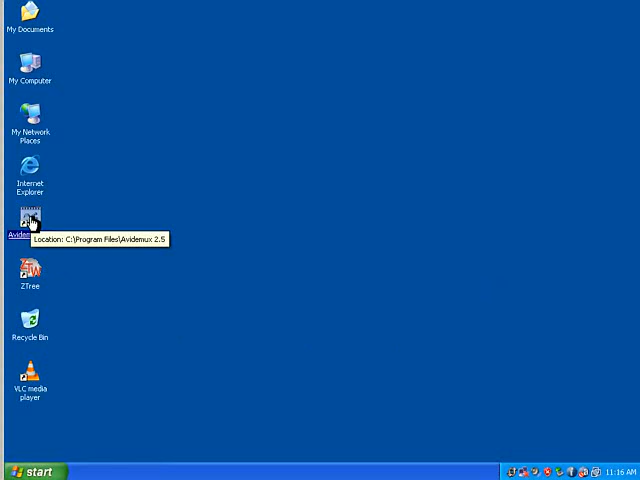 My Documents
My Computer
My Network
Places
Internet
Explorer
Location: C:\Program Files\Avidemux 2.5
ZTW
ZTree
Recycle Bin
VLC media
player
start
11:16 AM